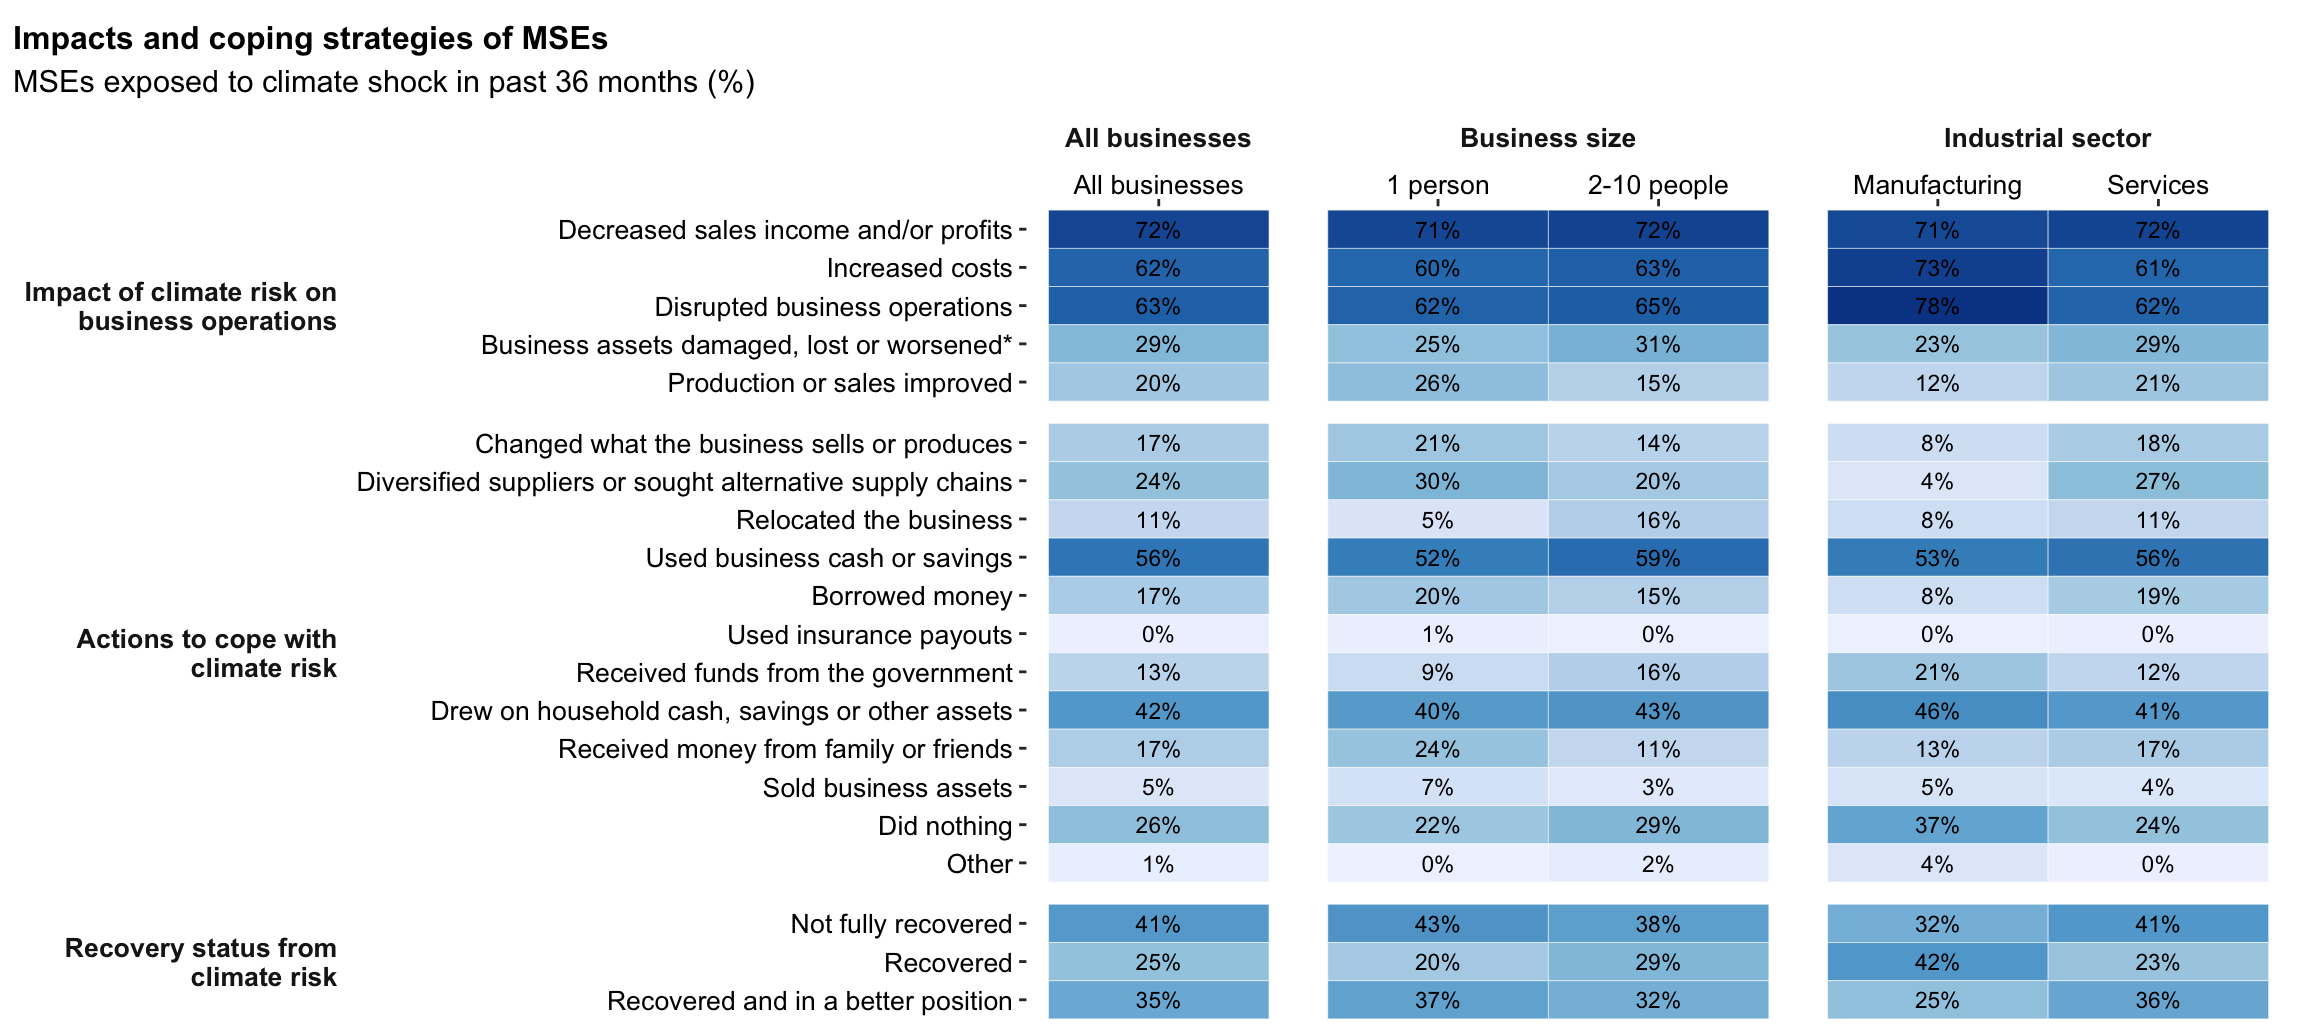 Impacts and coping strategies of MSEs
MSEs exposed to climate shock in past 36 months (%)
All businesses Business size Industrial sector
All businesses 1 person 2-10 people Manufacturing Services
Impact of climate risk on
business operations
Decreased sales income and/or profits 72% 71% 72% 71% 72%
Increased costs 62% 60% 63% 73% 61%
Disrupted business operations 63% 62% 65% 78% 62%
Business assets damaged, lost or worsened* 29% 25% 31% 23% 29%
Production or sales improved 20% 26% 15% 12% 21%
Actions to cope with
climate risk
Changed what the business sells or produces 17% 21% 14% 8% 18%
Diversified suppliers or sought alternative supply chains 24% 30% 20% 4% 27%
Relocated the business 11% 5% 16% 8% 11%
Used business cash or savings 56% 52% 59% 53% 56%
Borrowed money 17% 20% 15% 8% 19%
Used insurance payouts 0% 1% 0% 0% 0%
Received funds from the government 13% 9% 16% 21% 12%
Drew on household cash, savings or other assets 42% 40% 43% 46% 41%
Received money from family or friends 17% 24% 11% 13% 17%
Sold business assets 5% 7% 3% 5% 4%
Did nothing 26% 22% 29% 37% 24%
Other 1% 0% 2% 4% 0%
Recovery status from
climate risk
Not fully recovered 41% 43% 38% 32% 41%
Recovered 25% 20% 29% 42% 23%
Recovered and in a better position 35% 37% 32% 25% 36%